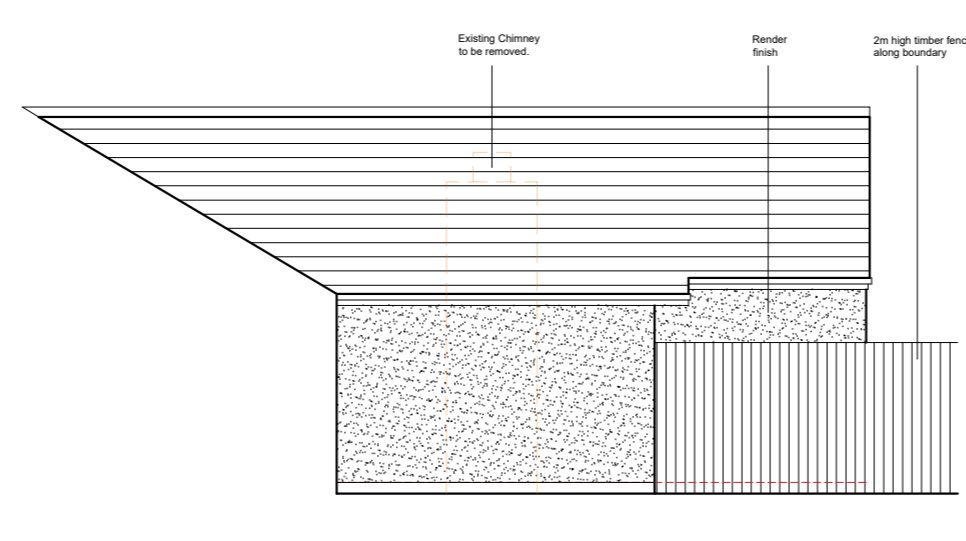 Existing Chimney
to be removed.
Render
finish
2m high timber fenc
along boundary